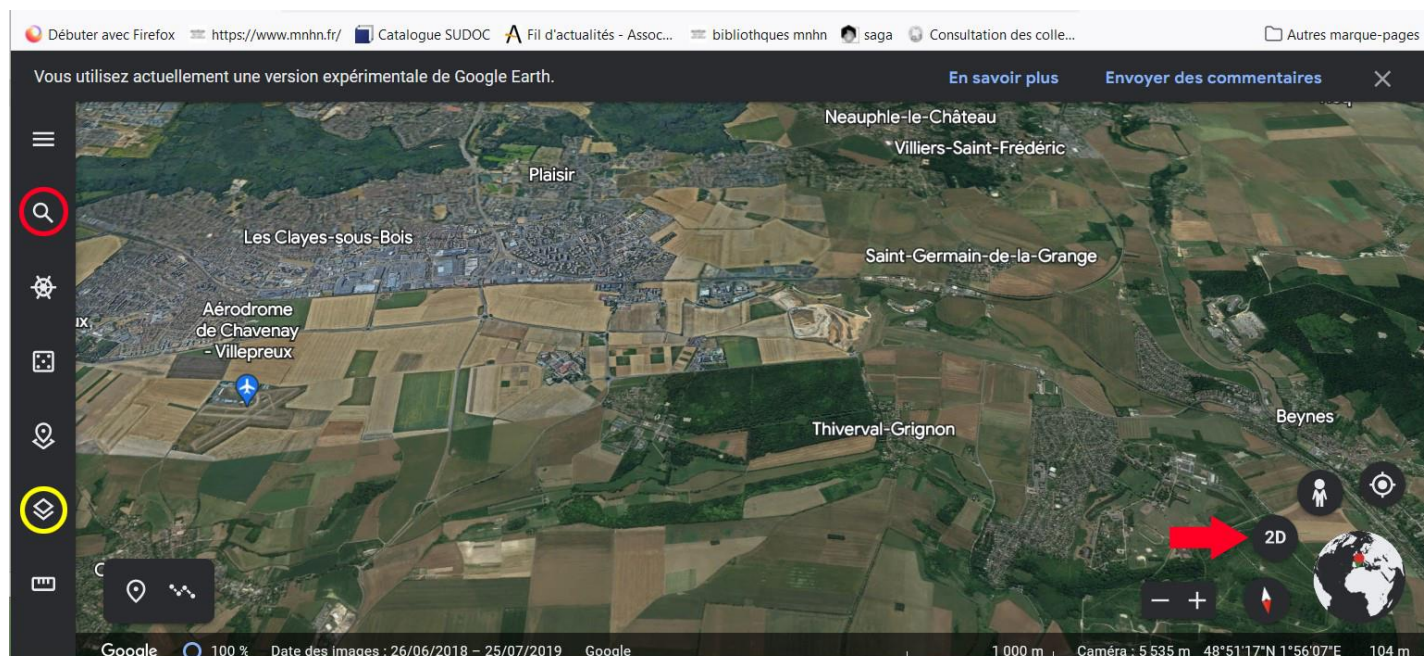 Débuter avec Firefox https://www.mnhn.fr/ Catalogue SUDOC Fil d'actualités - Assoc... bibliothques mnhn saga Consultation des colle... Autres marque-pages
Vous utilisez actuellement une version expérimentale de Google Earth. En savoir plus Envoyer des commentaires
Neauphle-le-Château
Villiers-Saint-Frédéric
Plaisir
Les Clayes-sous-Bois
Saint-Germain-de-la-Grange
Aérodrome
de Chavenay
- Villepreux
Beynes
Thiverval-Grignon
2D
Google 100 % Date des images : 26/06/2018 – 25/07/2019 Google 1 000 m Caméra : 5 535 m 48°51'17"N 1°56'07"E 104 m